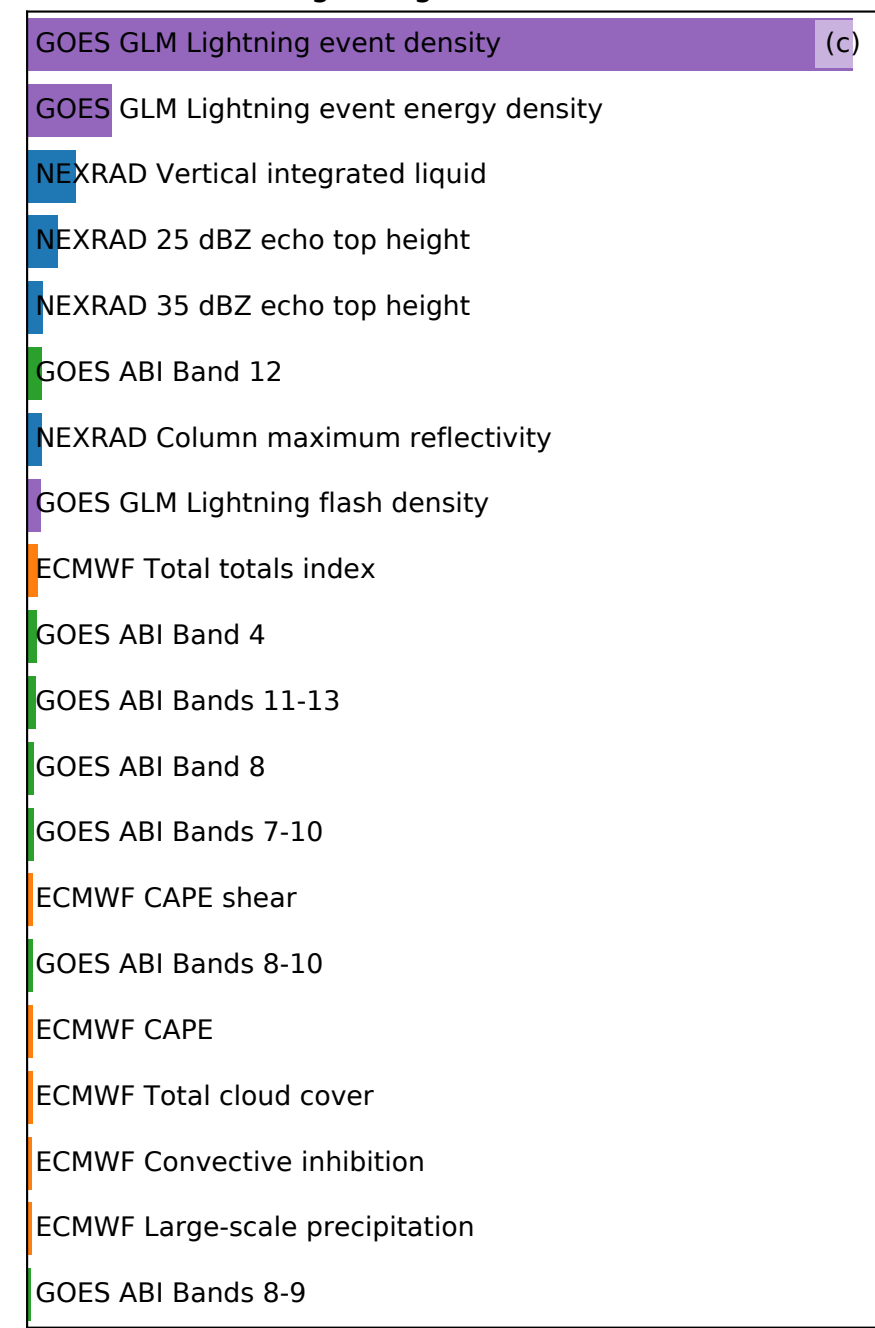 GOES GLM Lightning event density (c)
GOES GLM Lightning event energy density
NEXRAD Vertical integrated liquid
NEXRAD 25 dBZ echo top height
NEXRAD 35 dBZ echo top height
GOES ABI Band 12
NEXRAD Column maximum reflectivity
GOES GLM Lightning flash density
ECMWF Total totals index
GOES ABI Band 4
GOES ABI Bands 11-13
GOES ABI Band 8
GOES ABI Bands 7-10
ECMWF CAPE shear
GOES ABI Bands 8-10
ECMWF CAPE
ECMWF Total cloud cover
ECMWF Convective inhibition
ECMWF Large-scale precipitation
GOES ABI Bands 8-9